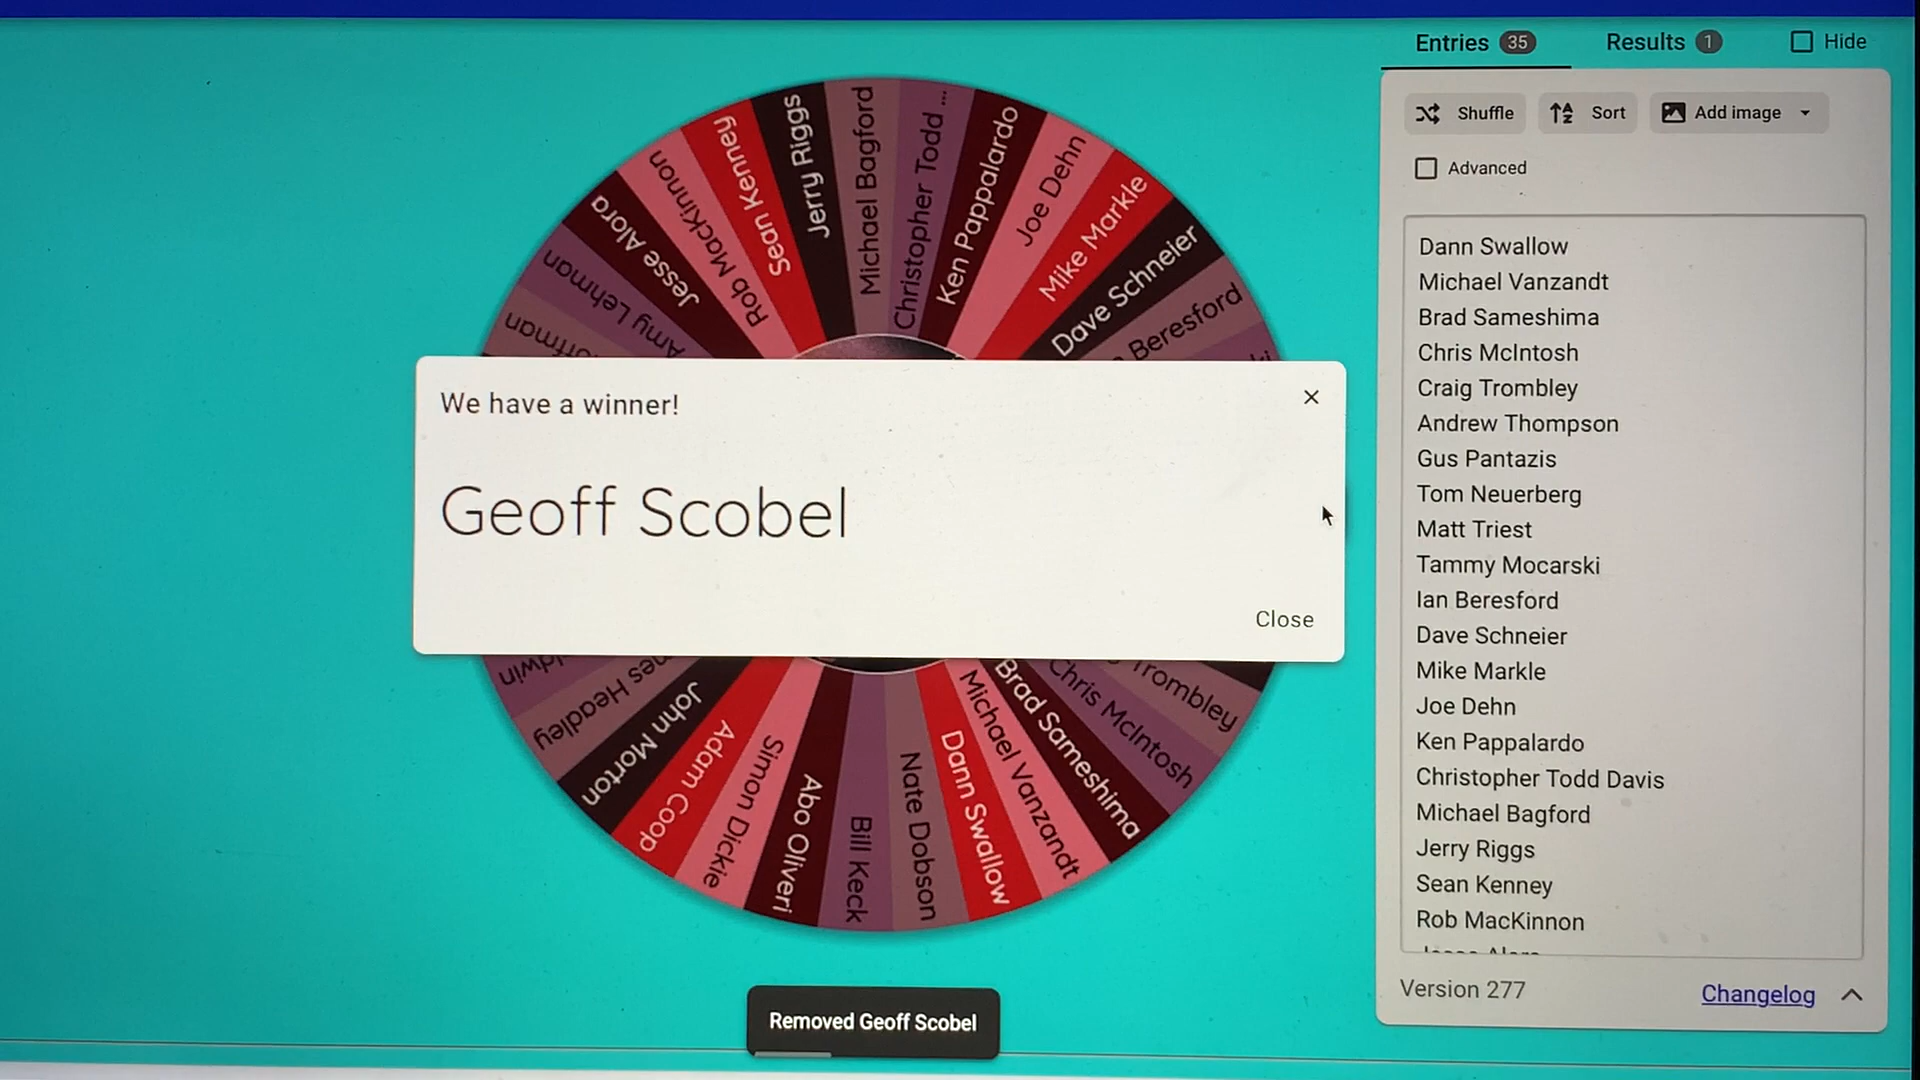 Entries 35 Results 1 Hide
Shuffle Sort Add image
Advanced
Dann Swallow
Michael Vanzandt
Brad Sameshima
Chris McIntosh
Craig Trombley
Andrew Thompson
Gus Pantazis
Tom Neuerberg
Matt Triest
Tammy Mocarski
Ian Beresford
Dave Schneier
Mike Markle
Joe Dehn
Ken Pappalardo
Christopher Todd Davis
Michael Bagford
Jerry Riggs
Sean Kenney
Rob MacKinnon
Version 277 Changelog
Amy Lehman
Jesse Alora
Rob MacKinnon
Sean Kenney
Jerry Riggs
Michael Bagford
Christopher Todd ...
Ken Pappalardo
Joe Dehn
Mike Markle
Dave Schneier
Beresford
We have a winner!
Geoff Scobel
Close
Trombley
Chris McIntosh
Brad Sameshima
Michael Vanzandt
Dann Swallow
Nate Dobson
Bill Keck
Abo Oliveri
Simon Dickie
Adam Coop
John Morton
Headley
Removed Geoff Scobel